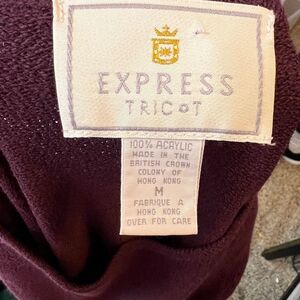 EXPRESS
TRICOT
100% ACRYLIC
MADE IN THE
BRITISH CROWN
COLONY OF
HONG KONG
M
FABRIQUE A
HONG KONG
OVER FOR CARE